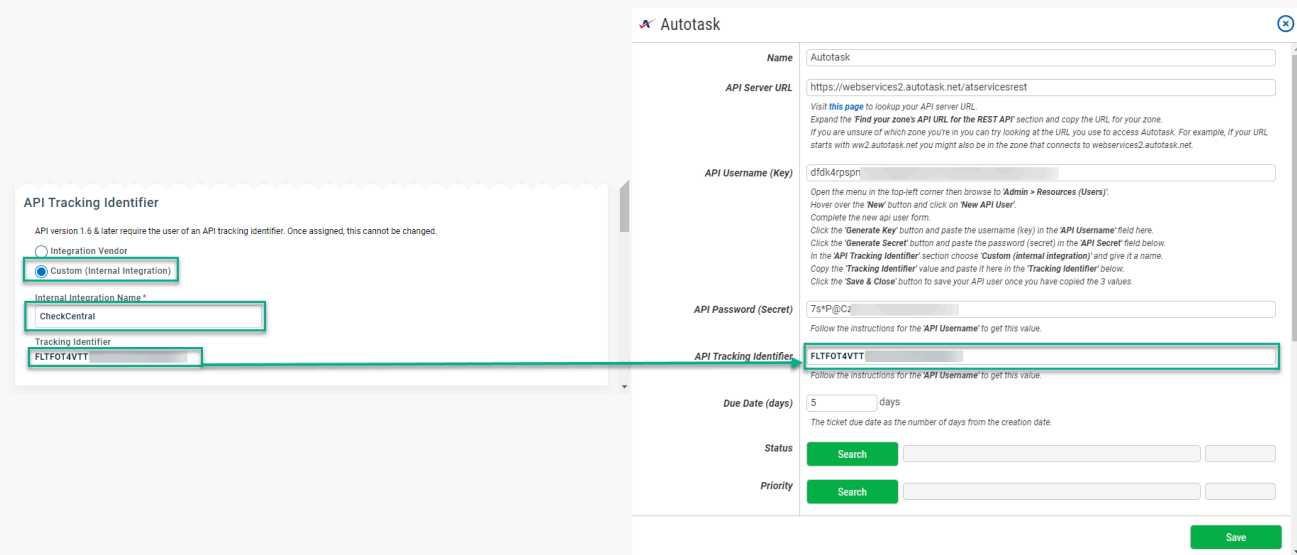 API Tracking Identifier
API version 1.6 & later require the user of an API tracking identifier. Once assigned, this cannot be changed.
Integration Vendor
Custom (Internal Integration)
Internal Integration Name *
CheckCentral
Tracking Identifier
FLTFOT4VTT
Autotask
Name
Autotask
API Server URL
https://webservices2.autotask.net/atservicesrest
Visit this page to lookup your API server URL.
Expand the 'Find your zone's API URL for the REST API' section and copy the URL for your zone.
If you are unsure of which zone you're in you can try looking at the URL you use to access Autotask. For example, if your URL
starts with ww2.autotask.net you might also be in the zone that connects to webservices2.autotask.net.
API Username (Key)
dfdk4rpspn
Open the menu in the top-left corner then browse to 'Admin > Resources (Users)'.
Hover over the 'New' button and click on 'New API User'.
Complete the new api user form.
Click the 'Generate Key' button and paste the username (key) in the 'API Username' field here.
Click the 'Generate Secret' button and paste the password (secret) in the 'API Secret' field below.
In the 'API Tracking Identifier' section choose 'Custom (internal integration)' and give it a name.
Copy the 'Tracking Identifier' value and paste it here in the 'Tracking Identifier' below.
Click the 'Save & Close' button to save your API user once you have copied the 3 values.
API Password (Secret)
7s*P@Cz
Follow the instructions for the 'API Username' to get this value.
API Tracking Identifier
FLTFOT4VTT
Follow the instructions for the 'API Username' to get this value.
Due Date (days)
5 days
The ticket due date as the number of days from the creation date.
Status
Search
Priority
Search
Save